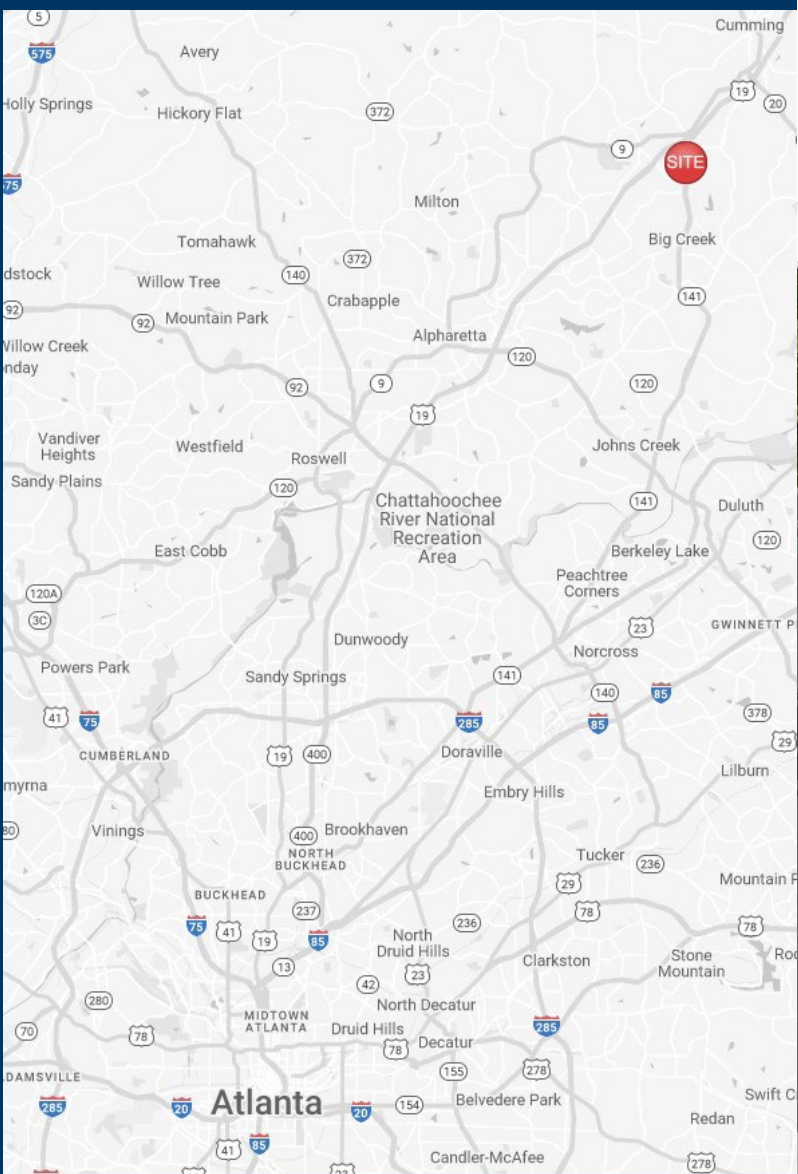 5
Cumming
575
Avery
19
20
Holly Springs
Hickory Flat
372
9
SITE
Milton
Tomahawk
Big Creek
372
140
Willow Tree
Crabapple
141
92
92
Mountain Park
Alpharetta
Willow Creek
120
92
9
120
19
Vandiver
Heights
Westfield
Roswell
Johns Creek
Sandy Plains
120
Chattahoochee
River National
Recreation
Area
141
Duluth
120
East Cobb
Berkeley Lake
Peachtree
Corners
120A
3C
23
Dunwoody
Norcross
Powers Park
Sandy Springs
141
140
85
41
75
285
85
378
29
CUMBERLAND
19
400
Doraville
Lilburn
Embry Hills
Vinings
400
Brookhaven
NORTH
BUCKHEAD
Tucker
236
29
BUCKHEAD
237
78
75
41
19
85
236
78
North
Druid Hills
13
23
Clarkston
Stone
Mountain
42
280
North Decatur
MIDTOWN
ATLANTA
Druid Hills
285
70
78
78
Decatur
155
278
285
20
Atlanta
20
154
Belvedere Park
Redan
41
85
Candler-McAfee
278